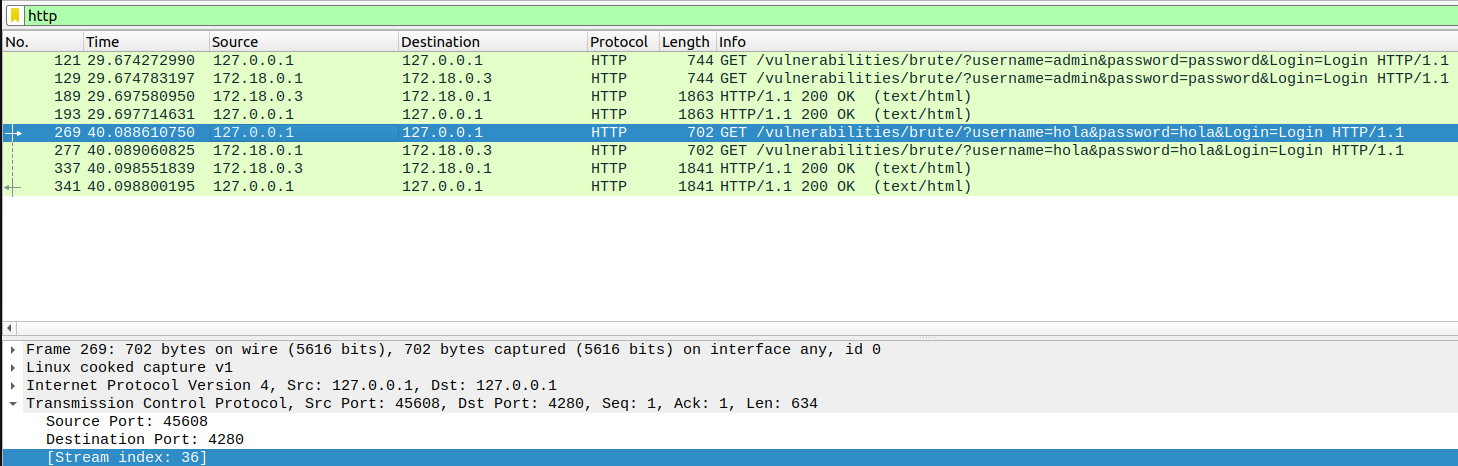 http
No. Time Source Destination Protocol Length Info
121 29.674272990 127.0.0.1 127.0.0.1 HTTP 744 GET /vulnerabilities/brute/?username=admin&password=password&Login=Login HTTP/1.1
129 29.674783197 172.18.0.1 172.18.0.3 HTTP 744 GET /vulnerabilities/brute/?username=admin&password=password&Login=Login HTTP/1.1
189 29.697580950 172.18.0.3 172.18.0.1 HTTP 1863 HTTP/1.1 200 OK (text/html)
193 29.697714631 127.0.0.1 127.0.0.1 HTTP 1863 HTTP/1.1 200 OK (text/html)
269 40.088610750 127.0.0.1 127.0.0.1 HTTP 702 GET /vulnerabilities/brute/?username=hola&password=hola&Login=Login HTTP/1.1
277 40.089060825 172.18.0.1 172.18.0.3 HTTP 702 GET /vulnerabilities/brute/?username=hola&password=hola&Login=Login HTTP/1.1
337 40.098551839 172.18.0.3 172.18.0.1 HTTP 1841 HTTP/1.1 200 OK (text/html)
341 40.098800195 127.0.0.1 127.0.0.1 HTTP 1841 HTTP/1.1 200 OK (text/html)
Frame 269: 702 bytes on wire (5616 bits), 702 bytes captured (5616 bits) on interface any, id 0
Linux cooked capture v1
Internet Protocol Version 4, Src: 127.0.0.1, Dst: 127.0.0.1
Transmission Control Protocol, Src Port: 45608, Dst Port: 4280, Seq: 1, Ack: 1, Len: 634
Source Port: 45608
Destination Port: 4280
[Stream index: 36]